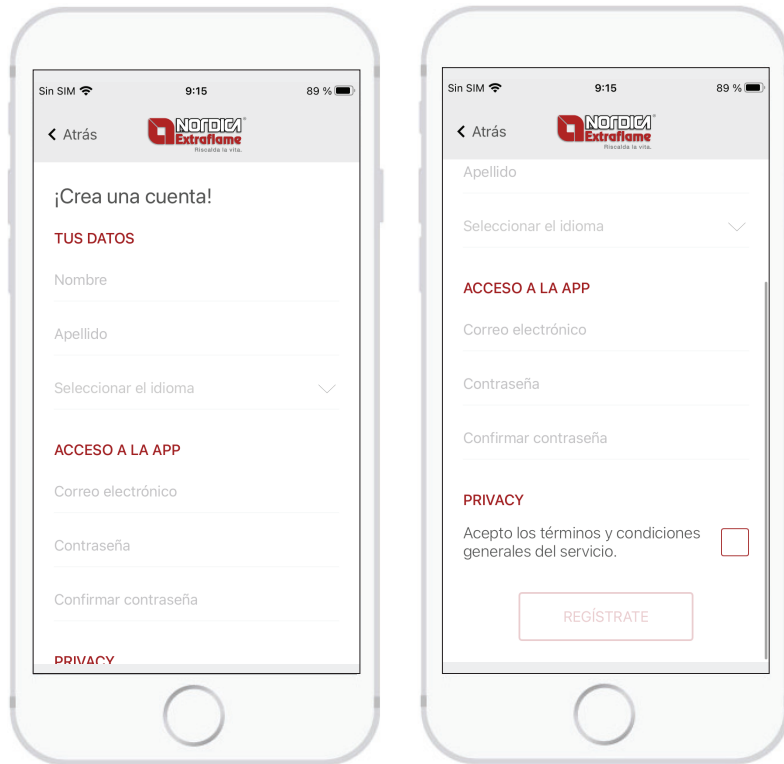 Sin SIM 9:15 89 %
Atrás
NORDICA
Extraflame
Riscalda la vita.
¡Crea una cuenta!
TUS DATOS
Nombre
Apellido
Seleccionar el idioma
ACCESO A LA APP
Correo electrónico
Contraseña
Confirmar contraseña
PRIVACY
Sin SIM 9:15 89 %
Atrás
NORDICA
Extraflame
Riscalda la vita.
Apellido
Seleccionar el idioma
ACCESO A LA APP
Correo electrónico
Contraseña
Confirmar contraseña
PRIVACY
Acepto los términos y condiciones
generales del servicio.
REGÍSTRATE